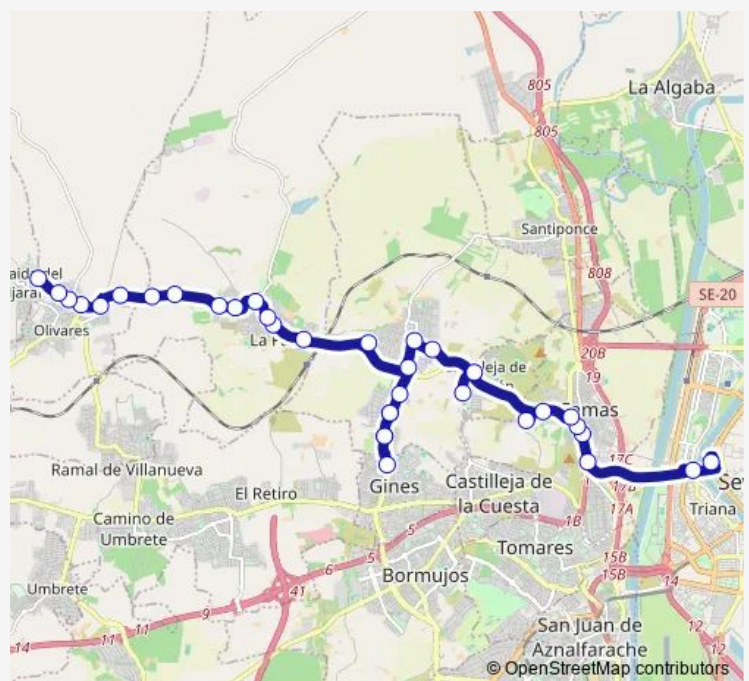 805
La Algaba
805
Santiponce
808
SE-20
Olivares
20B
19
Ramal de Villanueva
Gines
17C
El Retiro
Castilleja de
la Cuesta
17A
Triana
Camino de
Umbrete
1B
5
Tomares
5
6
15B
Bormujos
15B
14
41
Umbrete
9
11
11
14
12
San Juan de
Aznalfarache
12
© OpenStreetMap contributors